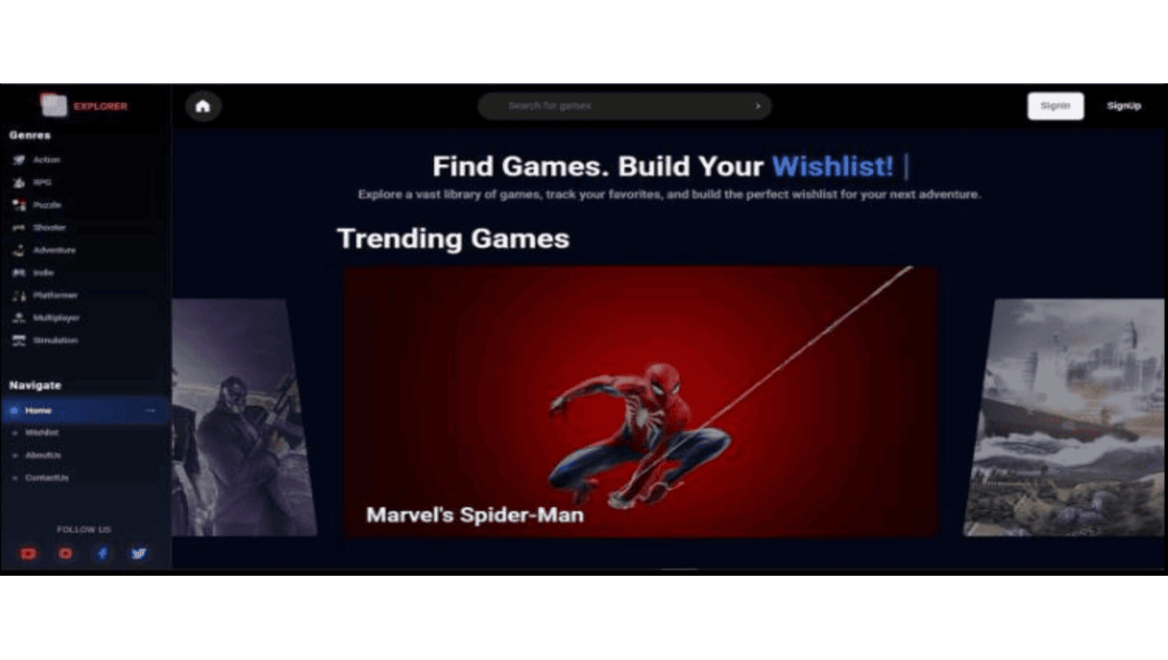 EXPLORER
Search for games
SignIn
SignUp
Genres
Action
RPG
Puzzle
Shooter
Adventure
Indie
Platformer
Multiplayer
Simulation
Navigate
Home
Wishlist
AboutUs
ContactUs
FOLLOW US
Find Games. Build Your Wishlist!
Explore a vast library of games, track your favorites, and build the perfect wishlist for your next adventure.
Trending Games
Marvel's Spider-Man